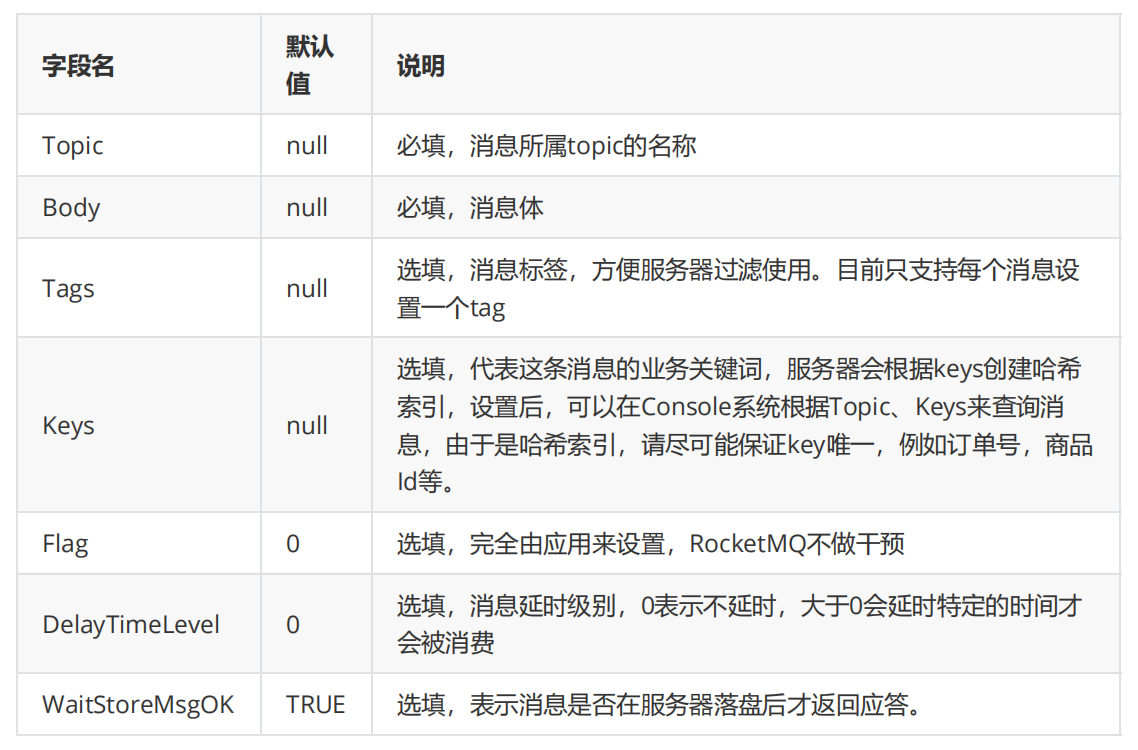 字段名 默认值 说明
Topic null 必填，消息所属topic的名称
Body null 必填，消息体
Tags null 选填，消息标签，方便服务器过滤使用。目前只支持每个消息设
置一个tag
Keys null 选填，代表这条消息的业务关键词，服务器会根据keys创建哈希
索引，设置后，可以在Console系统根据Topic、Keys来查询消
息，由于是哈希索引，请尽可能保证key唯一，例如订单号，商品
Id等。
Flag 0 选填，完全由应用来设置，RocketMQ不做干预
DelayTimeLevel 0 选填，消息延时级别，0表示不延时，大于0会延时特定的时间才
会被消费
WaitStoreMsgOK TRUE 选填，表示消息是否在服务器落盘后才返回应答。